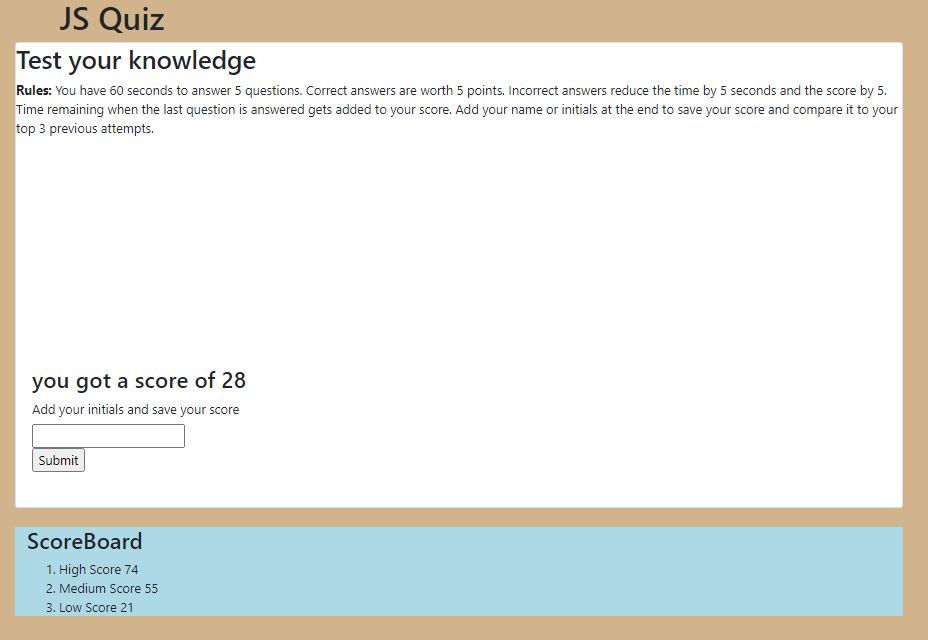 JS Quiz
Test your knowledge
Rules: You have 60 seconds to answer 5 questions. Correct answers are worth 5 points. Incorrect answers reduce the time by 5 seconds and the score by 5.
Time remaining when the last question is answered gets added to your score. Add your name or initials at the end to save your score and compare it to your
top 3 previous attempts.
you got a score of 28
Add your initials and save your score
Submit
ScoreBoard
1. High Score 74
2. Medium Score 55
3. Low Score 21